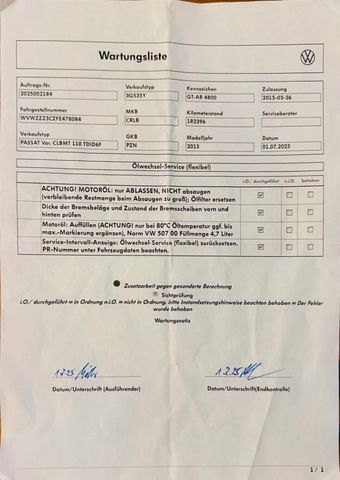 Wartungsliste
Auftrags-Nr. Verkaufstyp Kennzeichen Zulassung
2025002184 3G535Y GT-AR 4800 2015-03-26
Fahrgestellnummer MKB Kilometerstand Serviceberater
WVWZZZ3CZFE478084 CRLB 182396
Verkaufstyp GKB Modelljahr Datum
PASSAT Var. CLBMT 110 TDID6F PZN 2015 01.07.2025
Ölwechsel-Service (flexibel)
i.O./ durchgeführt n.i.O. behoben
ACHTUNG! MOTORÖL: nur ABLASSEN, NICHT absaugen
(verbleibende Restmenge beim Absaugen zu groß); Ölfilter ersetzen
Dicke der Bremsbeläge und Zustand der Bremsscheiben vorn und
hinten prüfen
Motoröl: Auffüllen (ACHTUNG! nur bei 80°C Öltemperatur ggf. bis
max.-Markierung ergänzen), Norm VW 507 00 Füllmenge 4,7 Liter
Service-Intervall-Anzeige: Ölwechsel-Service (flexibel) zurücksetzen.
PR-Nummer unter Fahrzeugdaten beachten.
Zusatzarbeit gegen gesonderte Berechnung
Sichtprüfung
i.O./ durchgeführt = in Ordnung n.i.O. = nicht in Ordnung, bitte Instandsetzungshinweise beachten behoben = Der Fehler
wurde behoben
Wartungsnotiz
1.7.25 1.7.25
Datum/Unterschrift (Ausführender) Datum/Unterschrift(Endkontrolle)
1 / 1